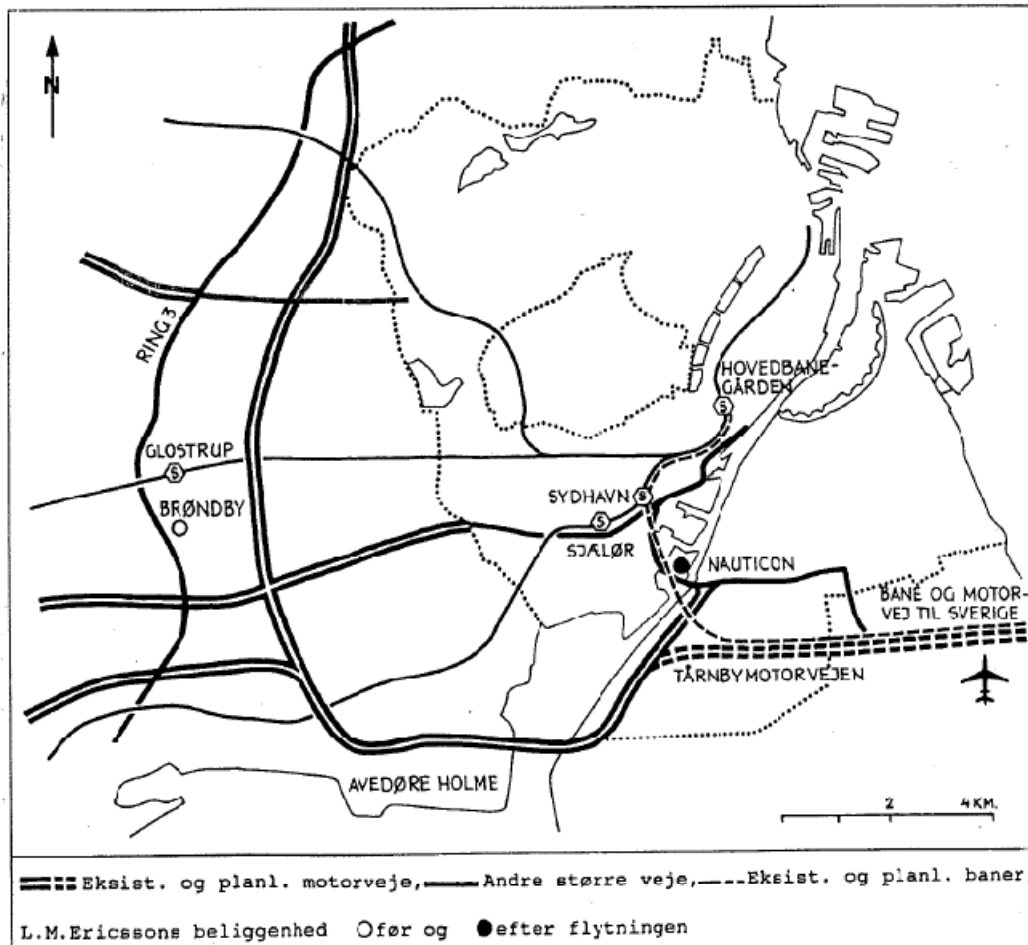 N
RING 3
HOVEDBANE-
GÅRDEN
S
GLOSTRUP
S
BRØNDBY
SYDHAVN
S
S
SJÆLØR
NAUTICON
BANE OG MOTOR-
VEJ TIL SVERIGE
TÅRNBYMOTORVEJEN
AVEDØRE HOLME
2 4 KM.
Eksist. og planl. motorveje, Andre større veje, Eksist. og planl. baner,
L.M.Ericssons beliggenhed før og efter flytningen